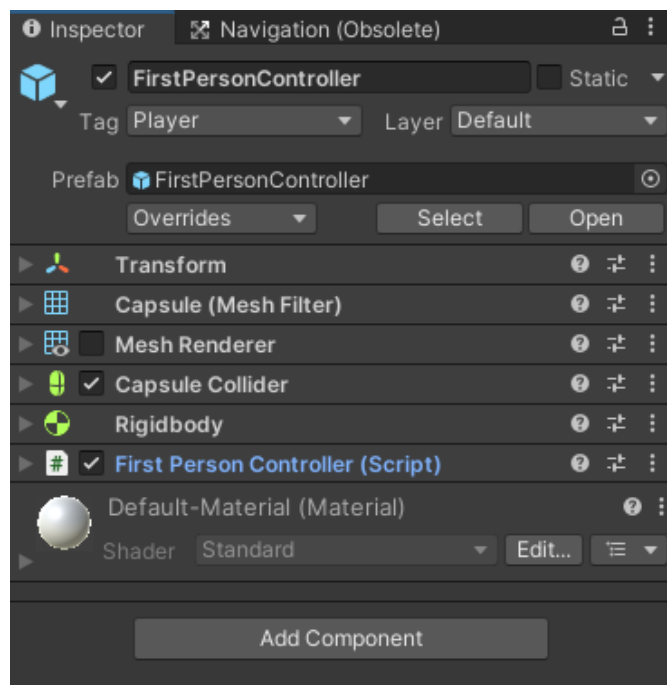 Inspector Navigation (Obsolete)
FirstPersonController Static
Tag Player Layer Default
Prefab FirstPersonController
Overrides Select Open
Transform
Capsule (Mesh Filter)
Mesh Renderer
Capsule Collider
Rigidbody
# First Person Controller (Script)
Default-Material (Material)
Shader Standard Edit...
Add Component